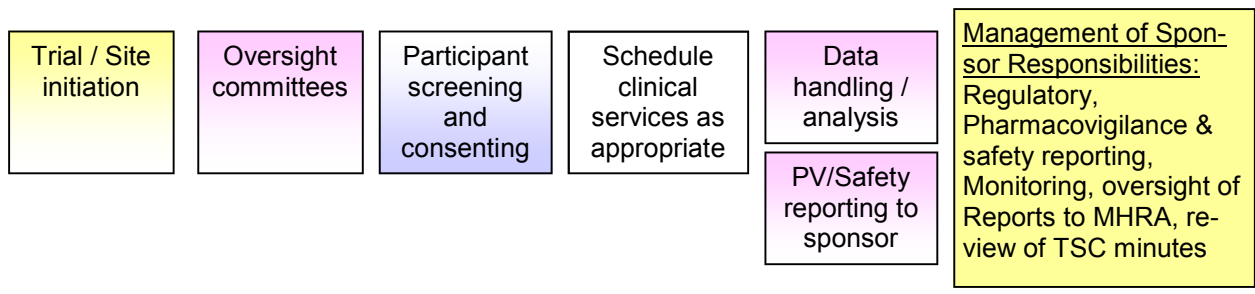 Trial / Site
initiation
Oversight
committees
Participant
screening
and
consenting
Schedule
clinical
services as
appropriate
Data
handling /
analysis
PV/Safety
reporting to
sponsor
Management of Spon-
sor Responsibilities:
Regulatory,
Pharmacovigilance &
safety reporting,
Monitoring, oversight of
Reports to MHRA, re-
view of TSC minutes